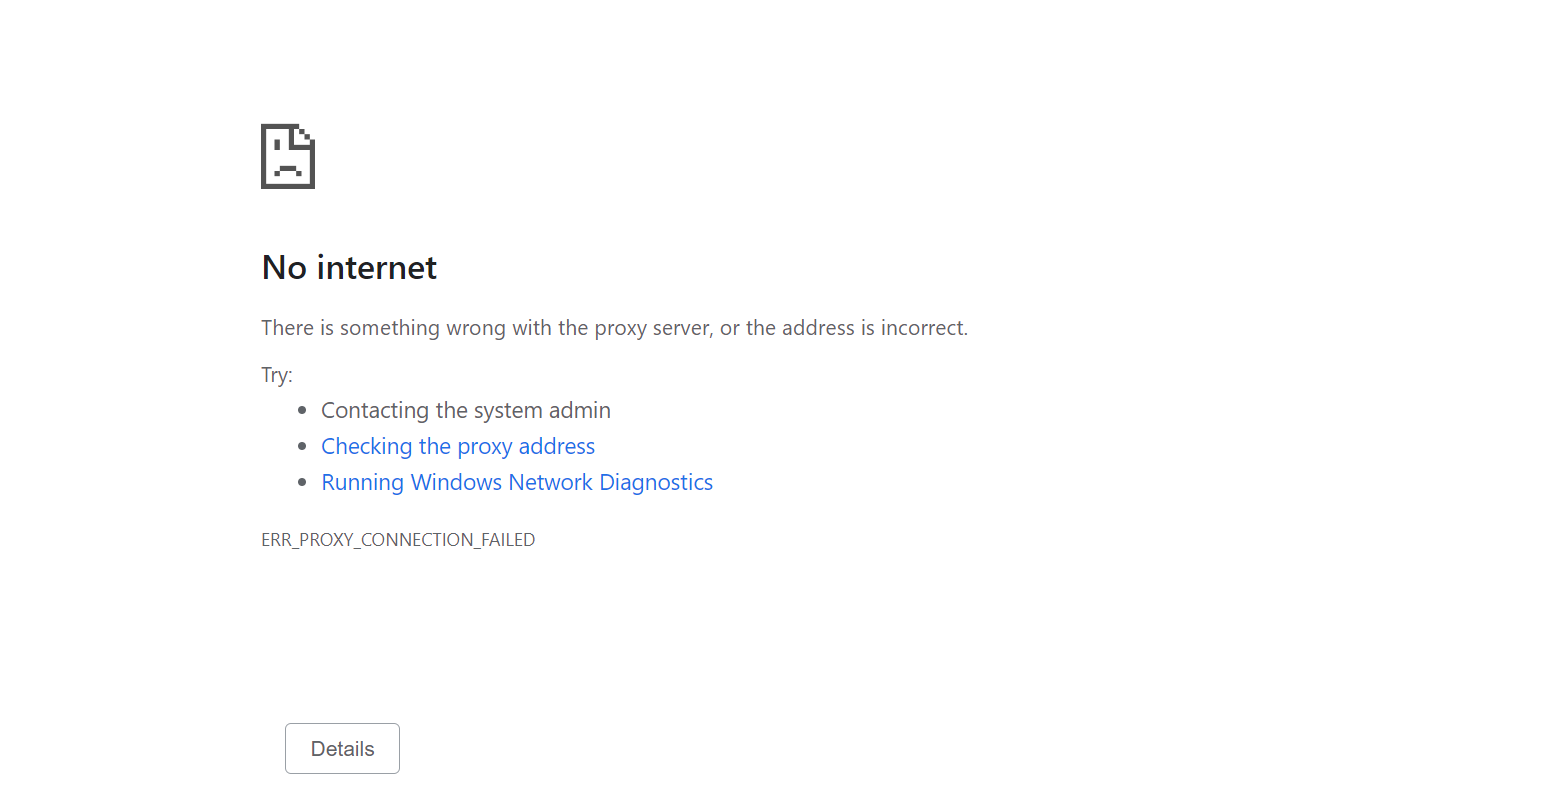 No internet
There is something wrong with the proxy server, or the address is incorrect.
Try:
Contacting the system admin
Checking the proxy address
Running Windows Network Diagnostics
ERR_PROXY_CONNECTION_FAILED
Details